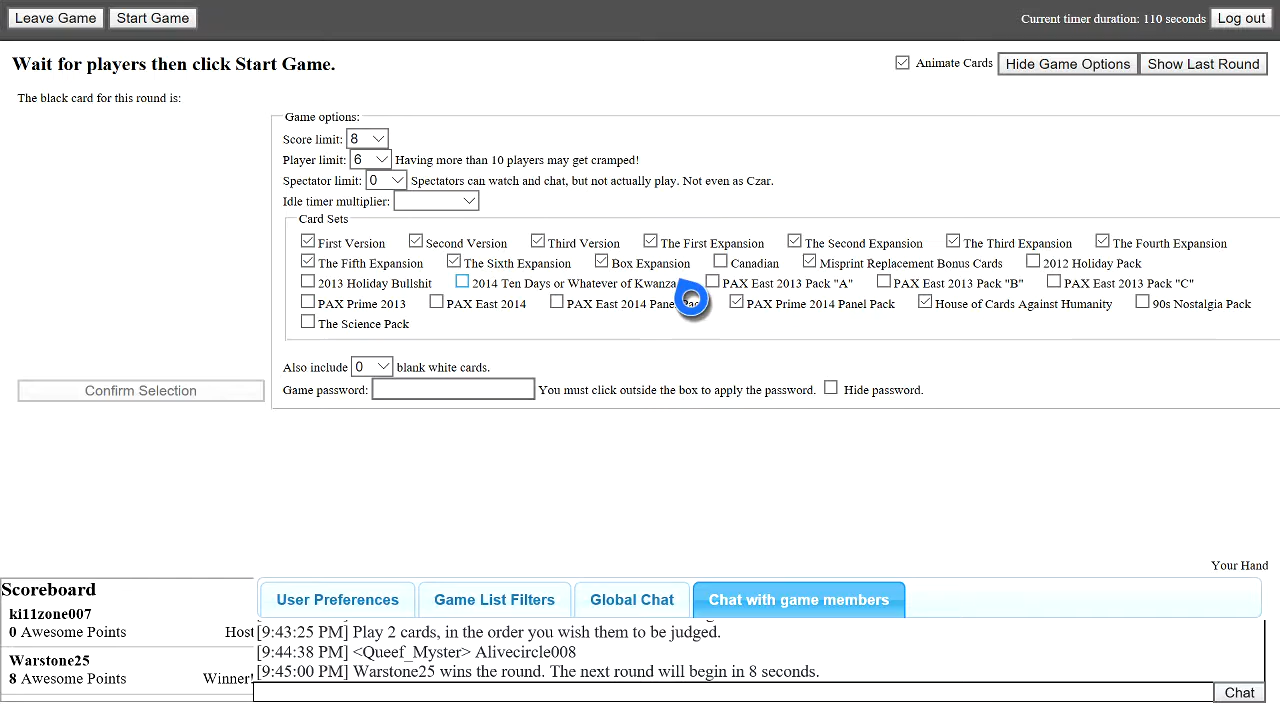 Leave Game Start Game Current timer duration: 110 seconds Log out
Wait for players then click Start Game. Animate Cards Hide Game Options Show Last Round
The black card for this round is:
Game options:
Score limit: 8
Player limit: 6 Having more than 10 players may get cramped!
Spectator limit: 0 Spectators can watch and chat, but not actually play. Not even as Czar.
Idle timer multiplier:
Card Sets
First Version Second Version Third Version The First Expansion The Second Expansion The Third Expansion The Fourth Expansion
The Fifth Expansion The Sixth Expansion Box Expansion Canadian Misprint Replacement Bonus Cards 2012 Holiday Pack
2013 Holiday Bullshit 2014 Ten Days or Whatever of Kwanza PAX East 2013 Pack "A" PAX East 2013 Pack "B" PAX East 2013 Pack "C"
PAX Prime 2013 PAX East 2014 PAX East 2014 Panel PAX Prime 2014 Panel Pack House of Cards Against Humanity 90s Nostalgia Pack
The Science Pack
Also include 0 blank white cards.
Confirm Selection Game password: You must click outside the box to apply the password. Hide password.
Your Hand
Scoreboard User Preferences Game List Filters Global Chat Chat with game members
ki11zone007
0 Awesome Points Host
[9:43:25 PM] Play 2 cards, in the order you wish them to be judged.
[9:44:38 PM] <Queef_Myster> Alivecircle008
Warstone25
8 Awesome Points Winner!
[9:45:00 PM] Warstone25 wins the round. The next round will begin in 8 seconds.
Chat